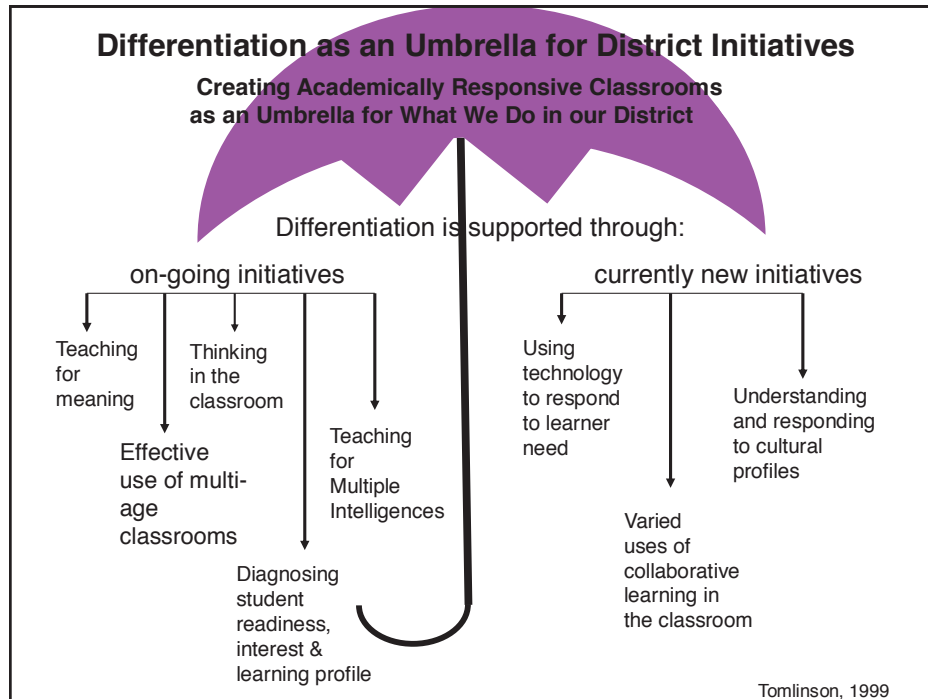 Differentiation as an Umbrella for District Initiatives
Creating Academically Responsive Classrooms
as an Umbrella for What We Do in our District
Differentiation is supported through:
on-going initiatives
Teaching
for
meaning
Effective
use of multi-
age
classrooms
Thinking
in the
classroom
Diagnosing
student
readiness,
interest &
learning profile
Teaching
for
Multiple
Intelligences
currently new initiatives
Using
technology
to respond
to learner
need
Varied
uses of
collaborative
learning in
the classroom
Understanding
and responding
to cultural
profiles
Tomlinson, 1999